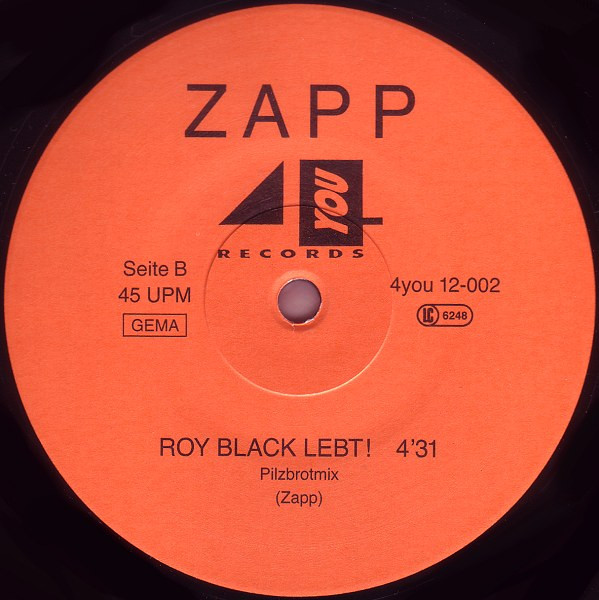 ZAPP
4 YOU
RECORDS
Seite B
45 UPM
GEMA
4you 12-002
LC 6248
ROY BLACK LEBT! 4'31
Pilzbrotmix
(Zapp)